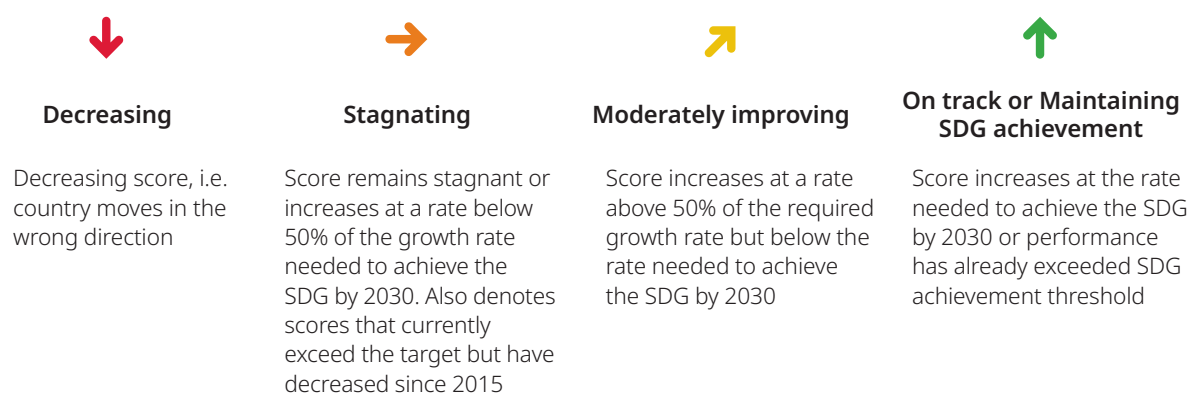 Decreasing
Decreasing score, i.e.
country moves in the
wrong direction
Stagnating
Score remains stagnant or
increases at a rate below
50% of the growth rate
needed to achieve the
SDG by 2030. Also denotes
scores that currently
exceed the target but have
decreased since 2015
Moderately improving
Score increases at a rate
above 50% of the required
growth rate but below the
rate needed to achieve
the SDG by 2030
On track or Maintaining
SDG achievement
Score increases at the rate
needed to achieve the SDG
by 2030 or performance
has already exceeded SDG
achievement threshold